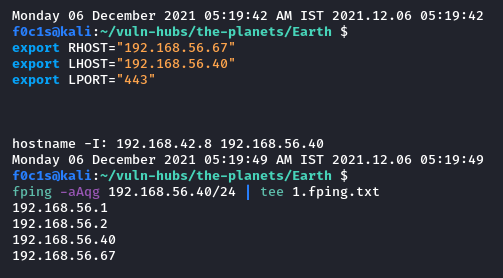 Monday 06 December 2021 05:19:42 AM IST 2021.12.06 05:19:42
f0c1s@kali:~/vuln-hubs/the-planets/Earth $
export RHOST="192.168.56.67"
export LHOST="192.168.56.40"
export LPORT="443"
hostname -I: 192.168.42.8 192.168.56.40
Monday 06 December 2021 05:19:49 AM IST 2021.12.06 05:19:49
f0c1s@kali:~/vuln-hubs/the-planets/Earth $
fping -aAqg 192.168.56.40/24 | tee 1.fping.txt
192.168.56.1
192.168.56.2
192.168.56.40
192.168.56.67